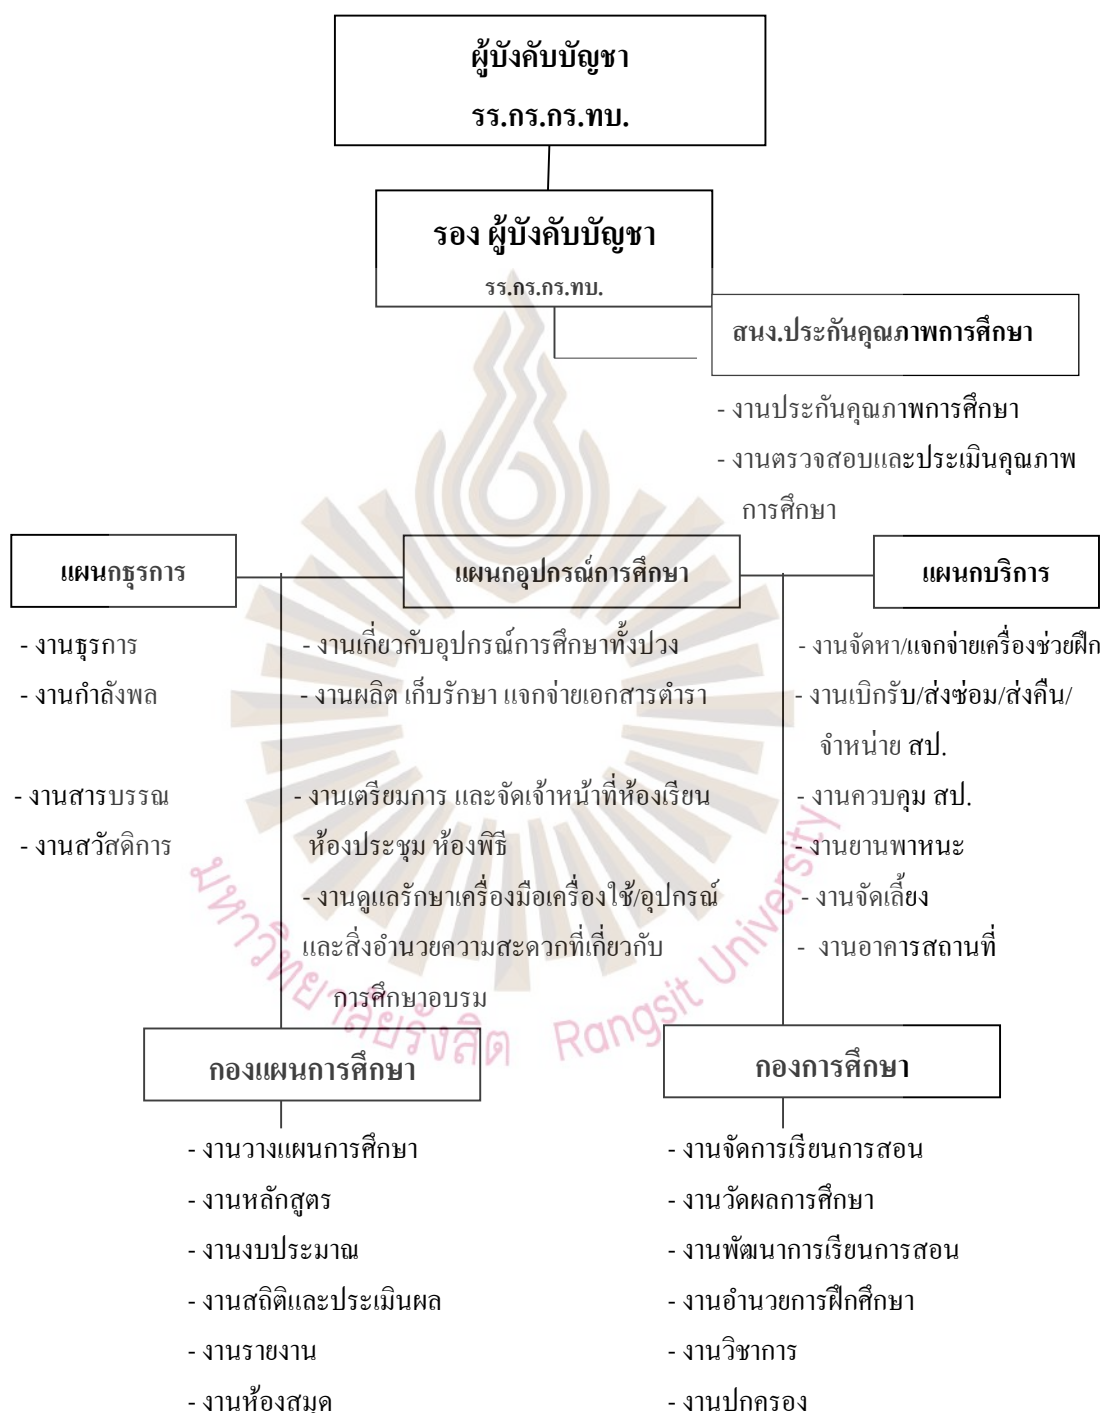 ผู้บังคับบัญชา
รร.กร.กร.ทบ.
รอง ผู้บังคับบัญชา
รร.กร.กร.ทบ.
สนง.ประกันคุณภาพการศึกษา
- งานประกันคุณภาพการศึกษา
- งานตรวจสอบและประเมินคุณภาพ
การศึกษา
แผนกธุรการ
- งานธุรการ
- งานกำลังพล
- งานสารบรรณ
- งานสวัสดิการ
แผนกอุปกรณ์การศึกษา
- งานเกี่ยวกับอุปกรณ์การศึกษาทั้งปวง
- งานผลิต เก็บรักษา แจกจ่ายเอกสารตำรา
- งานเตรียมการ และจัดเจ้าหน้าที่ห้องเรียน
ห้องประชุม ห้องพิธี
- งานดูแลรักษาเครื่องมือเครื่องใช้/อุปกรณ์
และสิ่งอำนวยความสะดวกที่เกี่ยวกับ
การศึกษาอบรม
แผนกบริการ
- งานจัดหา/แจกจ่ายเครื่องช่วยฝึก
- งานเบิกรับ/ส่งซ่อม/ส่งคืน/
จำหน่าย สป.
- งานควบคุม สป.
- งานยานพาหนะ
- งานจัดเลี้ยง
- งานอาคารสถานที่
มหาวิทยาลัยรังสิต Rangsit University
กองแผนการศึกษา
- งานวางแผนการศึกษา
- งานหลักสูตร
- งานงบประมาณ
- งานสถิติและประเมินผล
- งานรายงาน
- งานห้องสมุด
กองการศึกษา
- งานจัดการเรียนการสอน
- งานวัดผลการศึกษา
- งานพัฒนาการเรียนการสอน
- งานอำนวยการฝึกศึกษา
- งานวิชาการ
- งานปกครอง